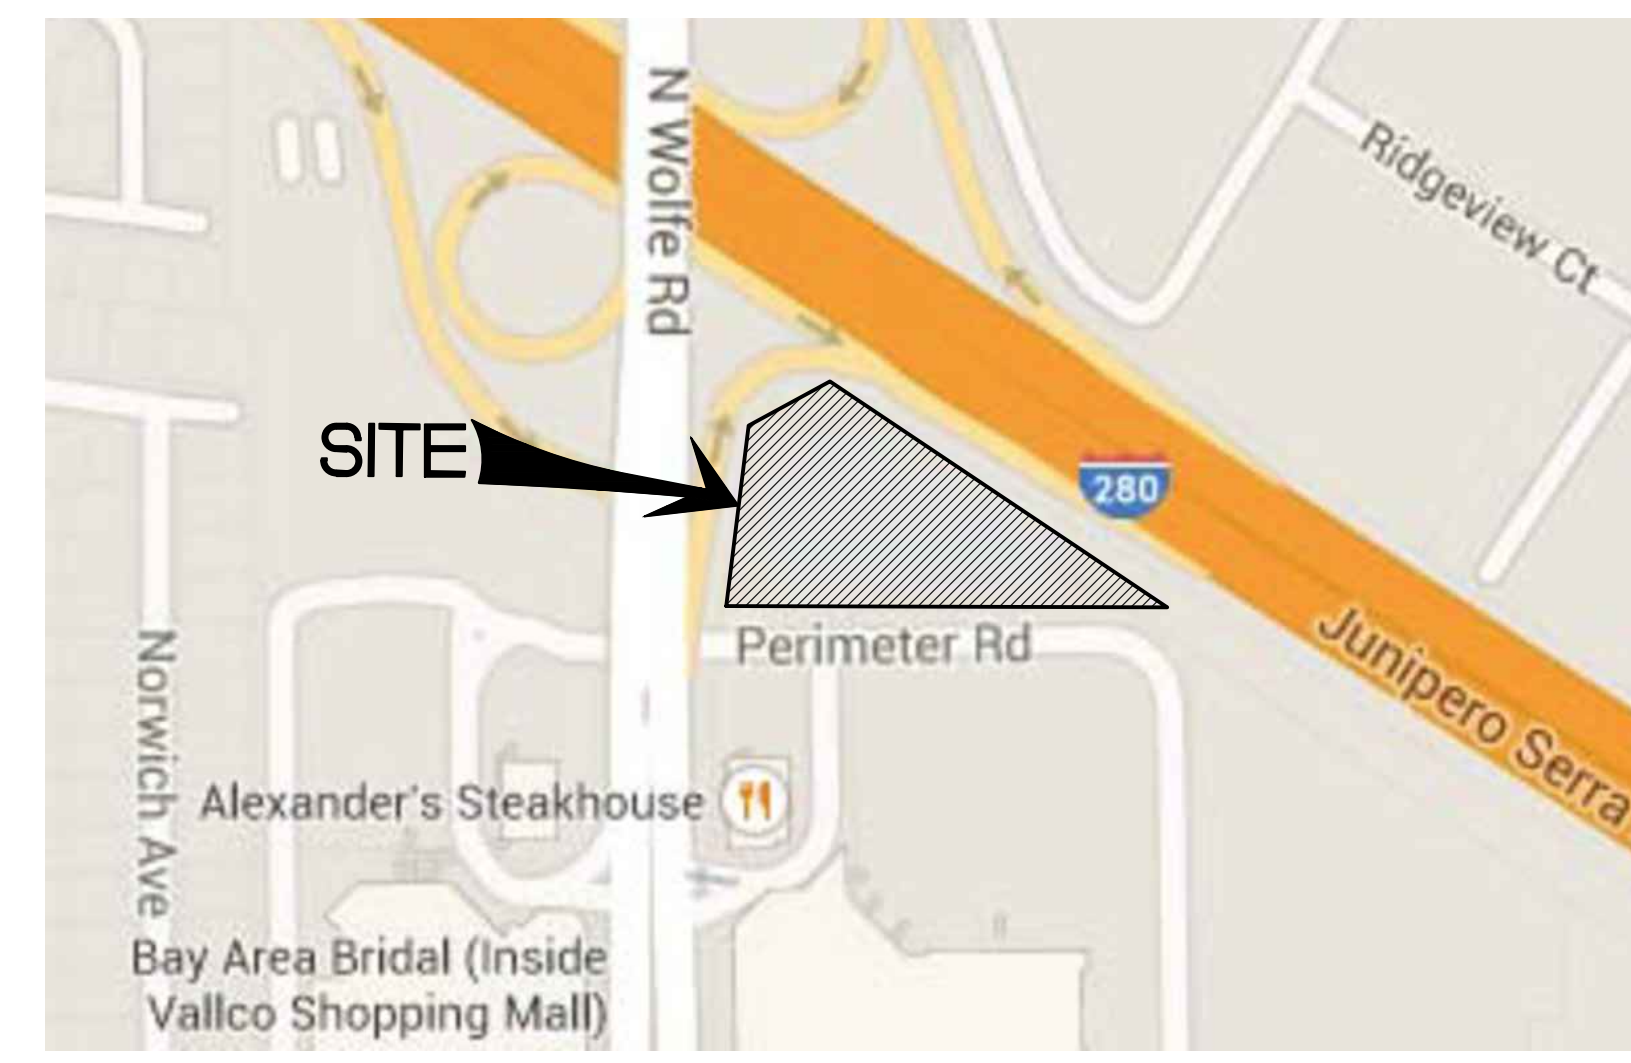 N Wolfe Rd
Ridgeview Ct
SITE
280
Perimeter Rd
Junipero Serra
Norwich Ave
Alexander's Steakhouse
Bay Area Bridal (Inside
Vallco Shopping Mall)